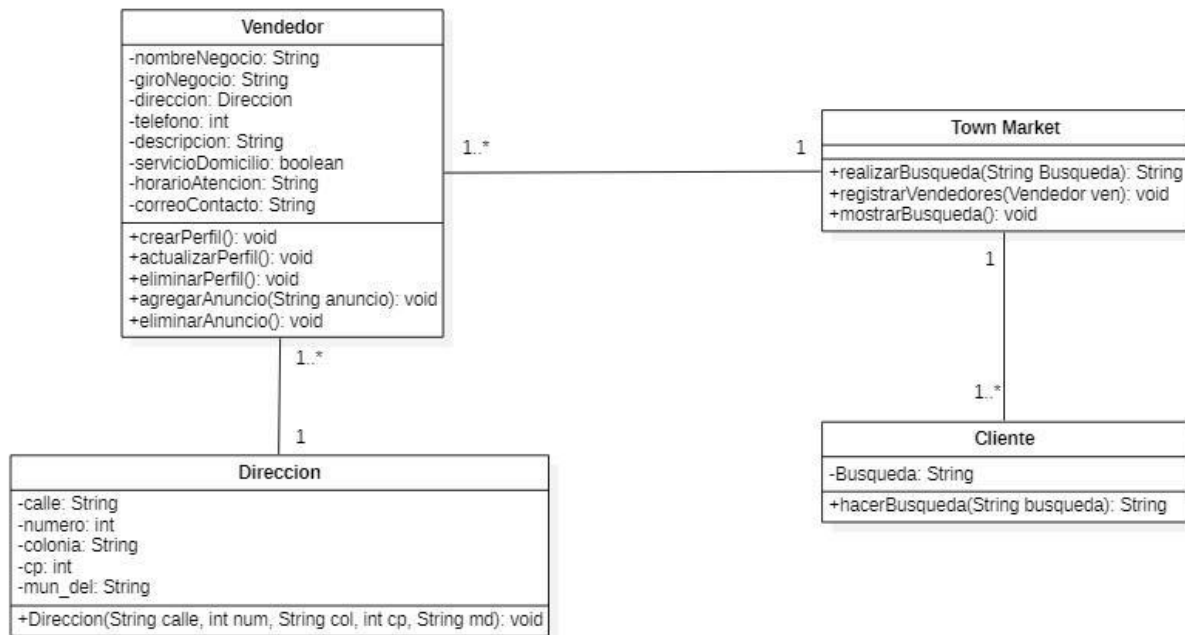 Vendedor
-nombreNegocio: String
-giroNegocio: String
-direccion: Direccion
-telefono: int
-descripcion: String
-servicioDomicilio: boolean
-horarioAtencion: String
-correoContacto: String
+crearPerfil(): void
+actualizarPerfil(): void
+eliminarPerfil(): void
+agregarAnuncio(String anuncio): void
+eliminarAnuncio(): void
1..*
1
Town Market
+realizarBusqueda(String Busqueda): String
+registrarVendedores(Vendedor ven): void
+mostrarBusqueda(): void
1
1..*
1..*
1
Cliente
-Busqueda: String
+hacerBusqueda(String busqueda): String
Direccion
-calle: String
-numero: int
-colonia: String
-cp: int
-mun_del: String
+Direccion(String calle, int num, String col, int cp, String md): void